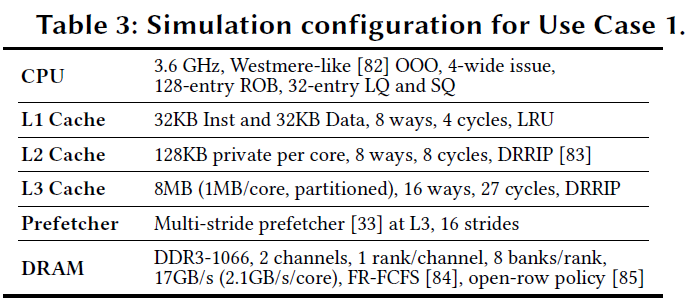 Table 3: Simulation configuration for Use Case 1.
CPU
3.6 GHz, Westmere-like [82] OOO, 4-wide issue,
128-entry ROB, 32-entry LQ and SQ
L1 Cache 32KB Inst and 32KB Data, 8 ways, 4 cycles, LRU
L2 Cache 128KB private per core, 8 ways, 8 cycles, DRRIP [83]
L3 Cache 8MB (1MB/core, partitioned), 16 ways, 27 cycles, DRRIP
Prefetcher Multi-stride prefetcher [33] at L3, 16 strides
DRAM
DDR3-1066, 2 channels, 1 rank/channel, 8 banks/rank,
17GB/s (2.1GB/s/core), FR-FCFS [84], open-row policy [85]